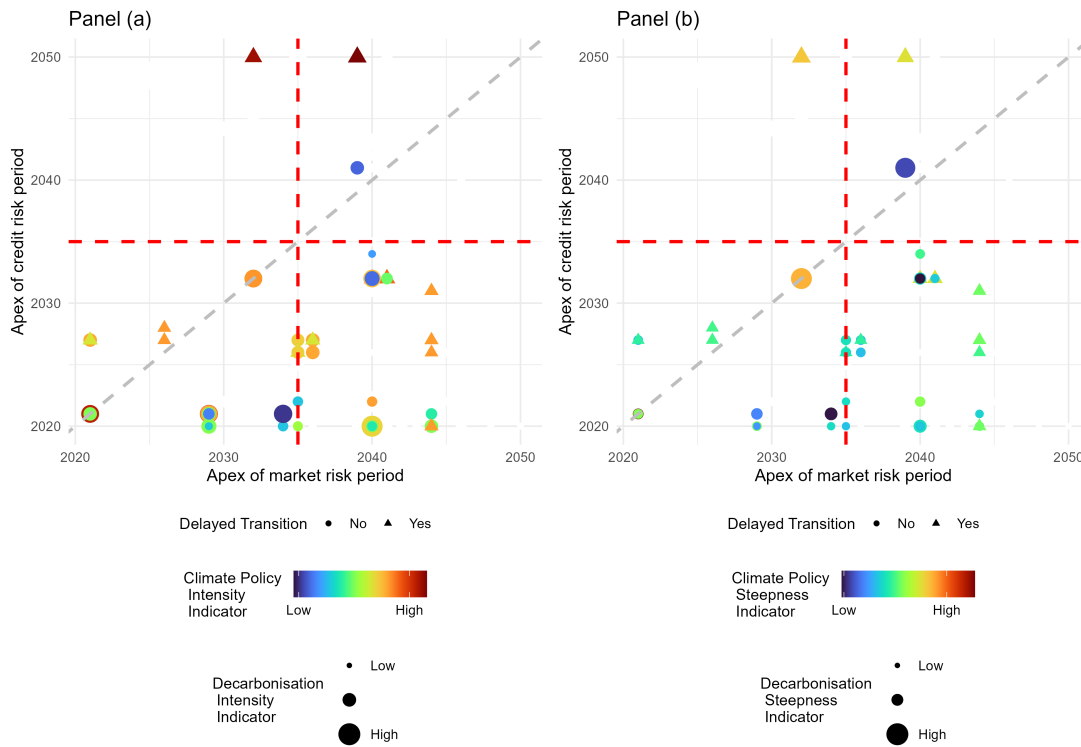 Panel (a)
2050
2040
2030
2020
Apex of credit risk period
2020
2030
2040
2050
Apex of market risk period
Delayed Transition
No
Yes
Climate Policy
Intensity
Indicator
Low
High
Decarbonisation
Intensity
Indicator
Low
High
Panel (b)
2050
2040
2030
2020
Apex of credit risk period
2020
2030
2040
2050
Apex of market risk period
Delayed Transition
No
Yes
Climate Policy
Steepness
Indicator
Low
High
Decarbonisation
Steepness
Indicator
Low
High